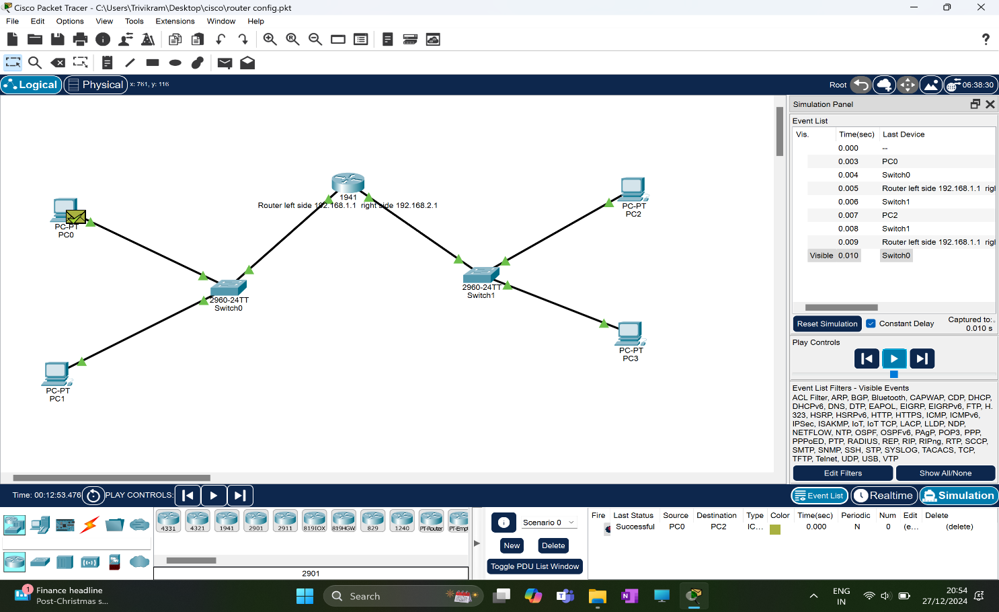 Cisco Packet Tracer - C:\Users\Trivikram\Desktop\cisco\router config.pkt
File Edit Options View Tools Extensions Window Help
?
Logical Physical x: 761, y: 116
Root 06:38:30
Simulation Panel
Event List
Vis. Time(sec) Last Device
0.000 --
0.003 PC0
0.004 Switch0
0.005 Router left side 192.168.1.1 rigl
0.006 Switch1
0.007 PC2
0.008 Switch1
0.009 Router left side 192.168.1.1 rigl
Visible 0.010 Switch0
Reset Simulation Constant Delay Captured to:
0.010 s
Play Controls
Event List Filters - Visible Events
ACL Filter, ARP, BGP, Bluetooth, CAPWAP, CDP, DHCP,
DHCPv6, DNS, DTP, EAPOL, EIGRP, EIGRPv6, FTP, H.
323, HSRP, HSRPv6, HTTP, HTTPS, ICMP, ICMPv6,
IPSec, ISAKMP, IoT, IoT TCP, LACP, LLDP, NDP,
NETFLOW, NTP, OSPF, OSPFv6, PAgP, POP3, PPP,
PPPoED, PTP, RADIUS, REP, RIP, RIPng, RTP, SCCP,
SMTP, SNMP, SSH, STP, SYSLOG, TACACS, TCP,
TFTP, Telnet, UDP, USB, VTP
Edit Filters Show All/None
1941
Router left side 192.168.1.1 right side 192.168.2.1
PC-PT
PC0
PC-PT
PC2
2960-24TT
Switch0
2960-24TT
Switch1
PC-PT
PC3
PC-PT
PC1
Time: 00:12:53.476 PLAY CONTROLS:
Event List Realtime Simulation
4331 4321 1941 2901 2911 819IOX 819HGW 829 1240 PT-Router PT-Empt
2901
Scenario 0
New Delete
Toggle PDU List Window
Fire Last Status Source Destination Type Color Time(sec) Periodic Num Edit Delete
Successful PC0 PC2 IC... 0.000 N 0 (e... (delete)
1
Finance headline
Post-Christmas s...
Search
ENG
IN
20:54
27/12/2024